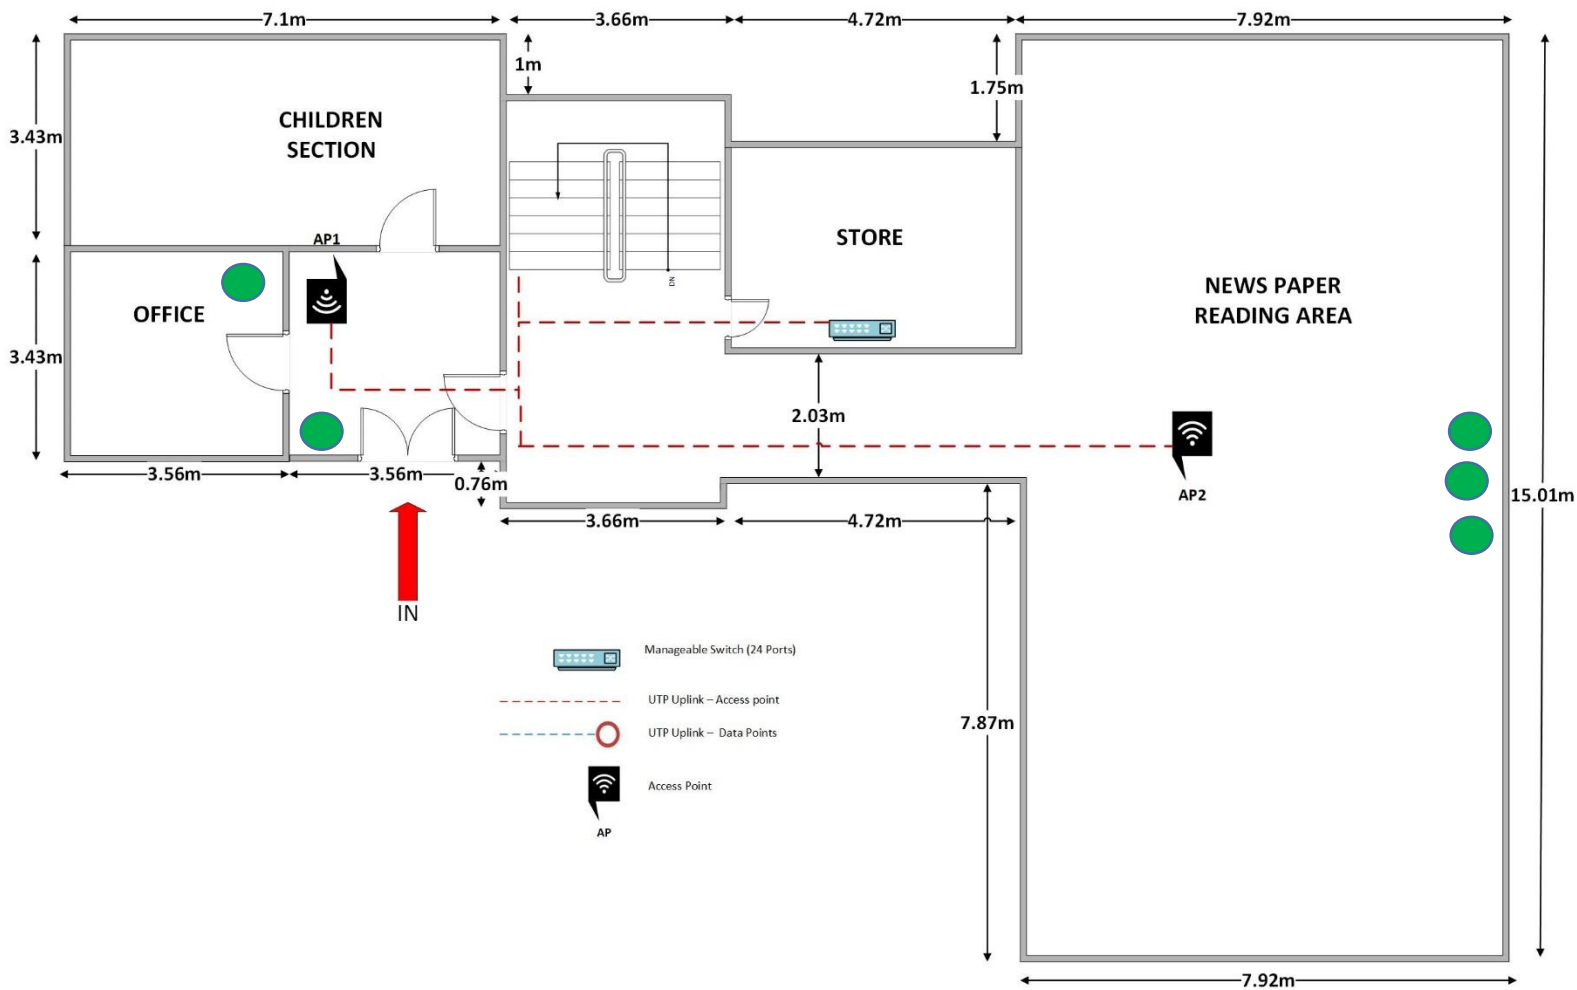 7.1m
3.66m
4.72m
7.92m
1m
1.75m
3.43m
CHILDREN
SECTION
AP1
STORE
DN
NEWS PAPER
READING AREA
OFFICE
3.43m
2.03m
3.56m
3.56m
0.76m
AP2
15.01m
3.66m
4.72m
IN
Manageable Switch (24 Ports)
UTP Uplink – Access point
UTP Uplink – Data Points
7.87m
Access Point
AP
7.92m